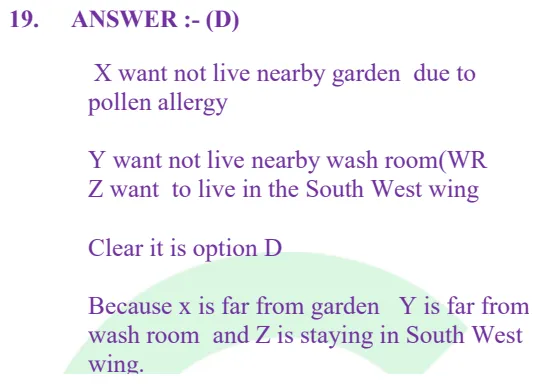 19. ANSWER :- (D)
X want not live nearby garden due to
pollen allergy
Y want not live nearby wash room(WR
Z want to live in the South West wing
Clear it is option D
Because x is far from garden Y is far from
wash room and Z is staying in South West
wing.